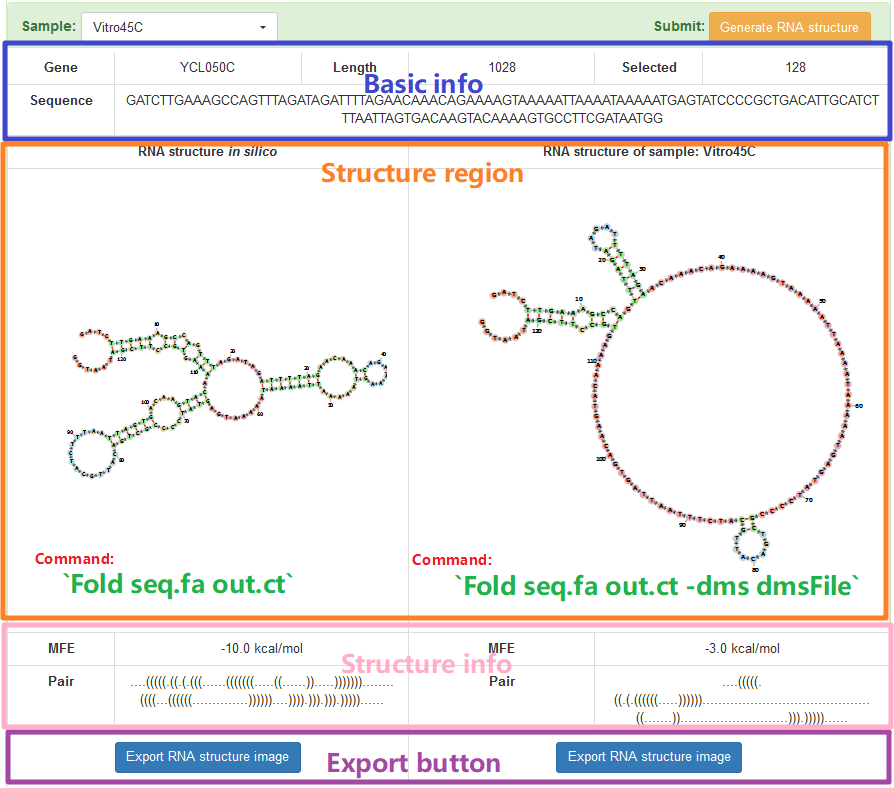 Sample: Vitro45C Submit: Generate RNA structure
Gene YCL050C Length 1028 Selected 128
Basic info
Sequence GATCTTGAAAGCCAGTTTAGATAGATTTTAGAACAAACAGAAAAGTAAAAATTAAAATAAAAATGAGTATCCCCGCTGACATTGCATCT
TTAATTAGTGACAAGTACAAAAGTGCCTTCGATAATGG
RNA structure in silico RNA structure of sample: Vitro45C
Structure region
Command: Command:
`Fold seq.fa out.ct` `Fold seq.fa out.ct -dms dmsFile`
MFE -10.0 kcal/mol MFE -3.0 kcal/mol
Structure info
Pair Pair
Export RNA structure image Export RNA structure image
Export button